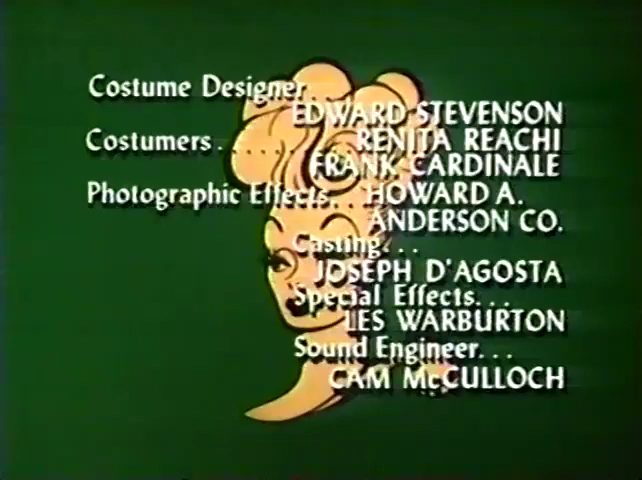 Costume Designer...
EDWARD STEVENSON
Costumers...... RENITA REACHI
FRANK CARDINALE
Photographic Effects... HOWARD A.
ANDERSON CO.
Casting...
JOSEPH D'AGOSTA
Special Effects...
LES WARBURTON
Sound Engineer...
CAM McCULLOCH